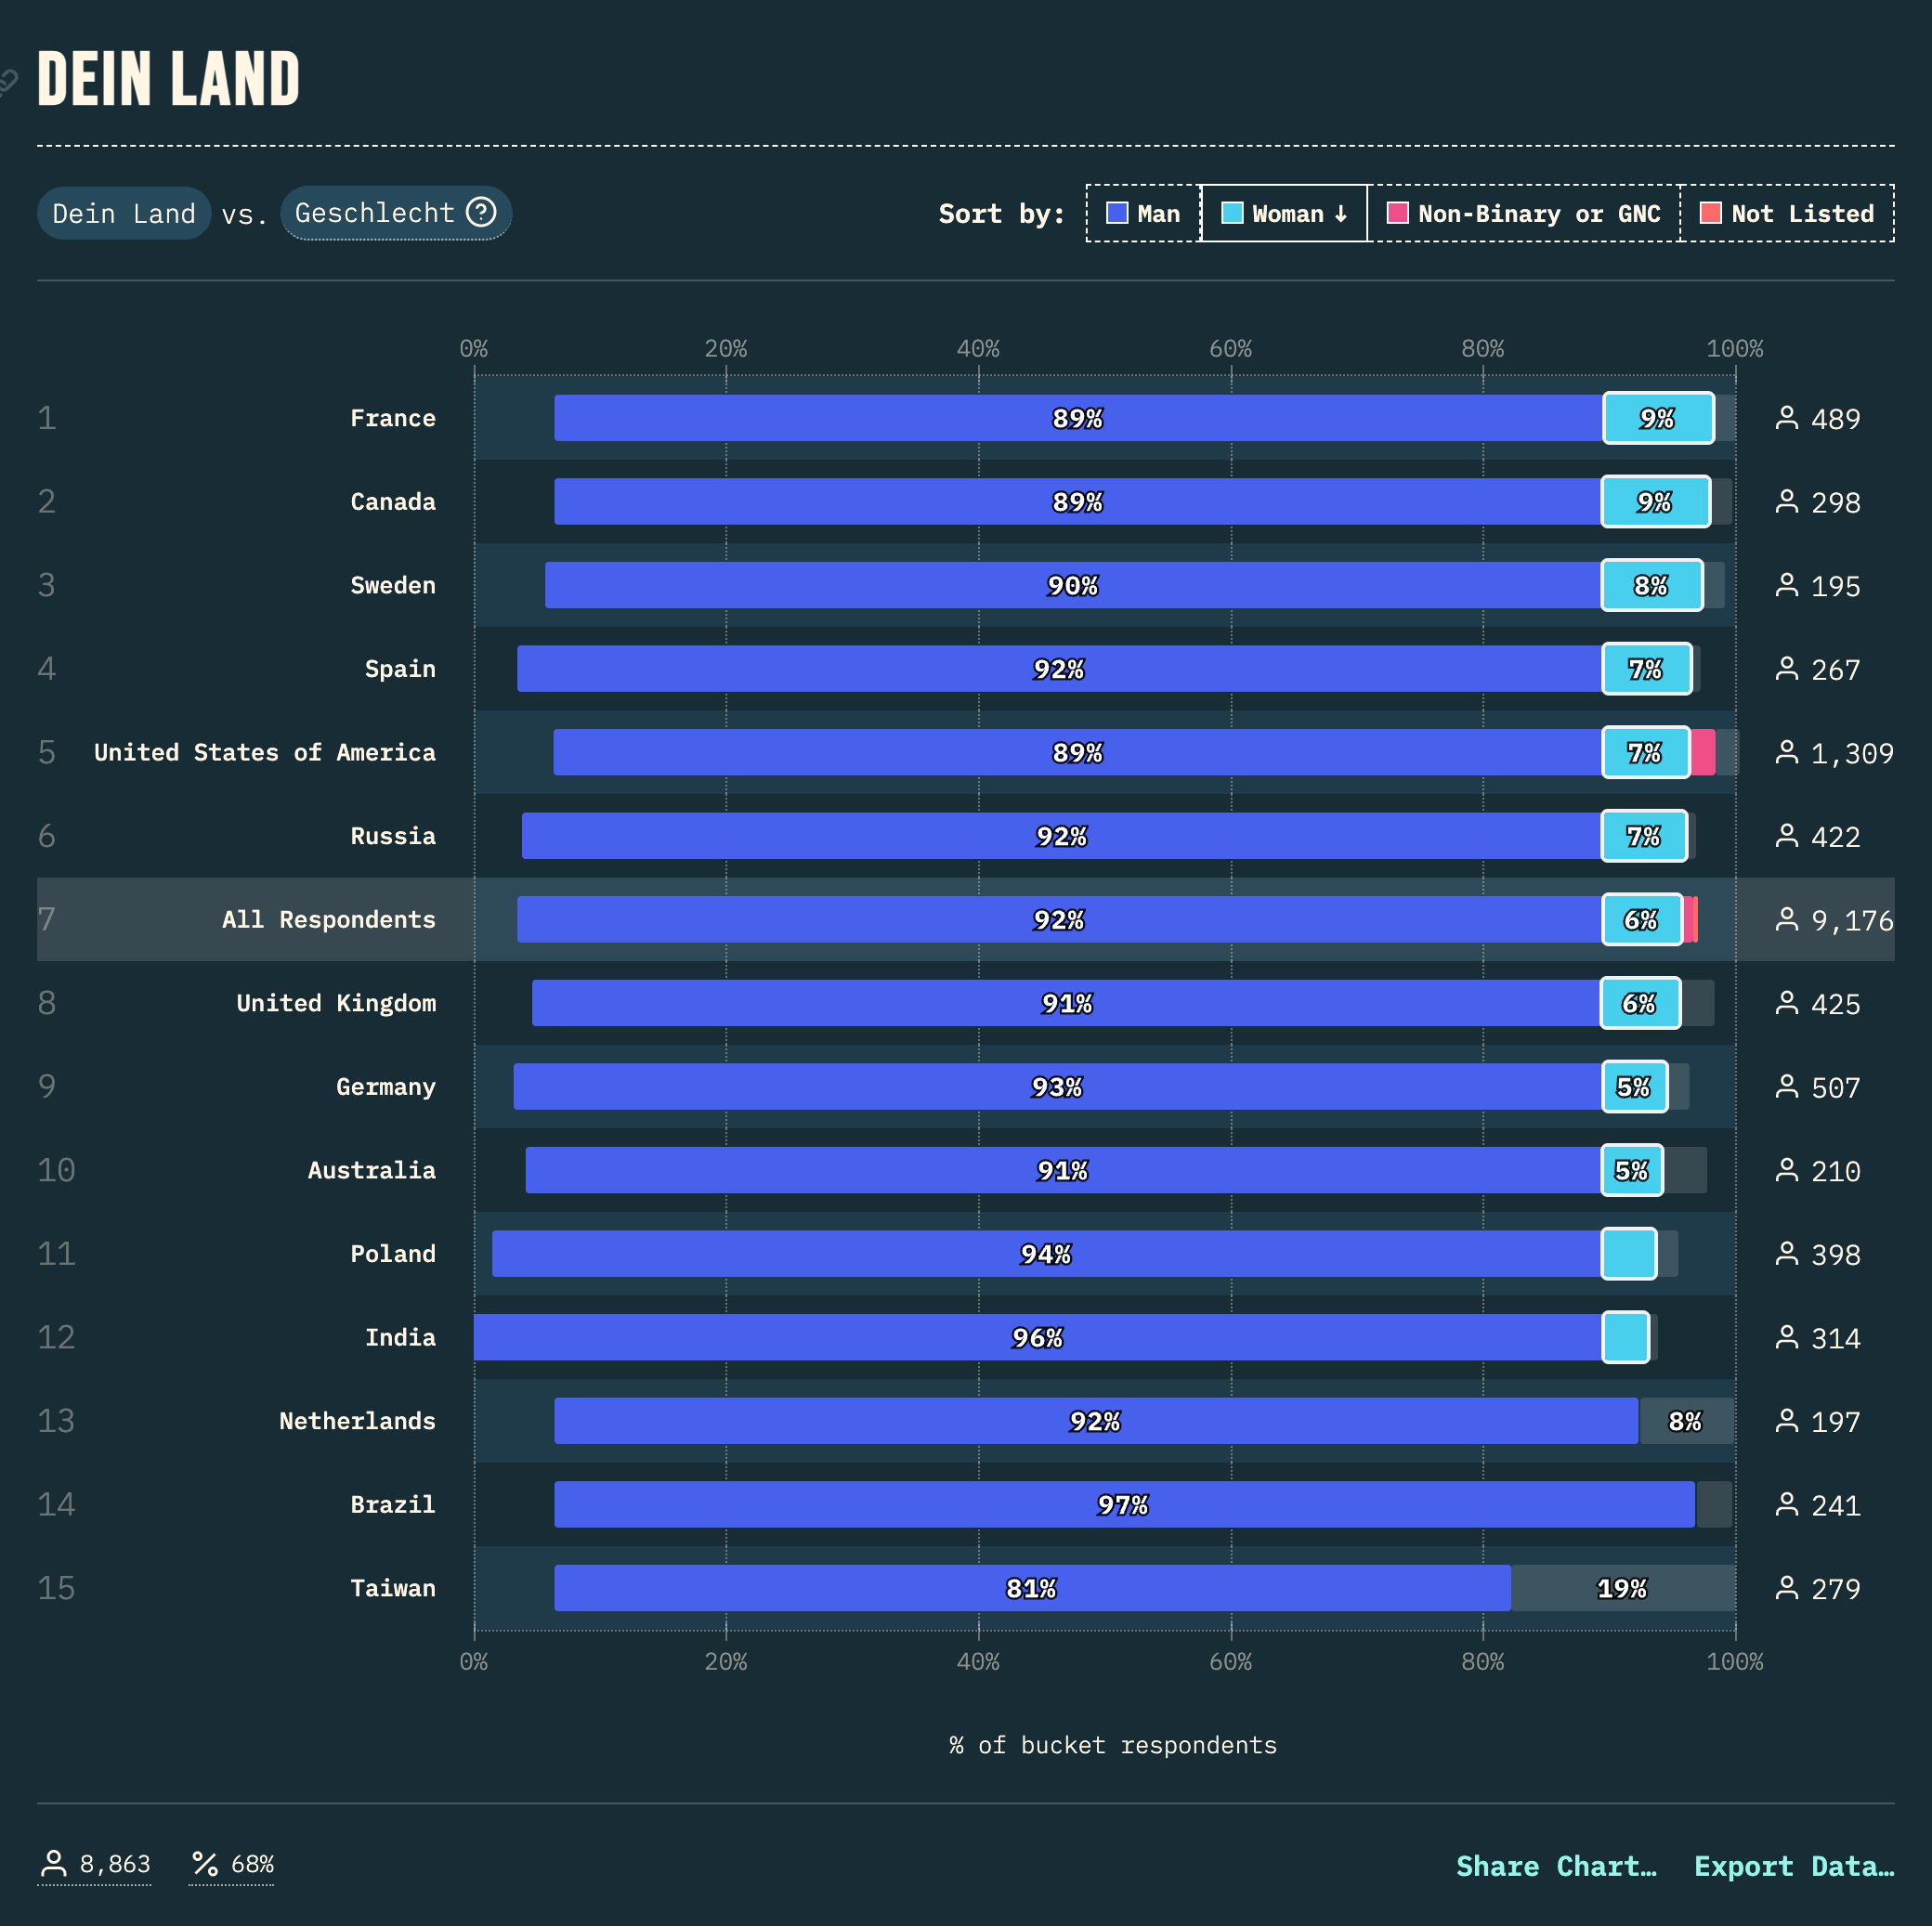 DEIN LAND
Dein Land vs. Geschlecht ? Sort by: Man Woman ↓ Non-Binary or GNC Not Listed
0% 20% 40% 60% 80% 100%
1 France 89% 9% 489
2 Canada 89% 9% 298
3 Sweden 90% 8% 195
4 Spain 92% 7% 267
5 United States of America 89% 7% 1,309
6 Russia 92% 7% 422
7 All Respondents 92% 6% 9,176
8 United Kingdom 91% 6% 425
9 Germany 93% 5% 507
10 Australia 91% 5% 210
11 Poland 94% 398
12 India 96% 314
13 Netherlands 92% 8% 197
14 Brazil 97% 241
15 Taiwan 81% 19% 279
0% 20% 40% 60% 80% 100%
% of bucket respondents
8,863 % 68% Share Chart… Export Data…